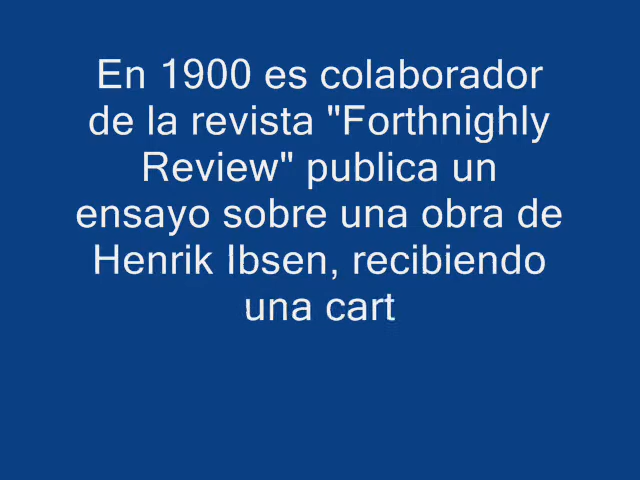 En 1900 es colaborador
de la revista "Forthnighly
Review" publica un
ensayo sobre una obra de
Henrik Ibsen, recibiendo
una cart